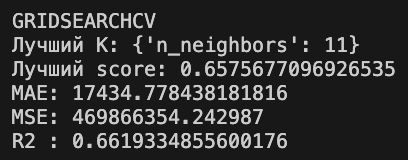 GRIDSEARCHCV
Лучший K: {'n_neighbors': 11}
Лучший score: 0.6575677096926535
MAE: 17434.778438181816
MSE: 469866354.242987
R2 : 0.6619334855600176